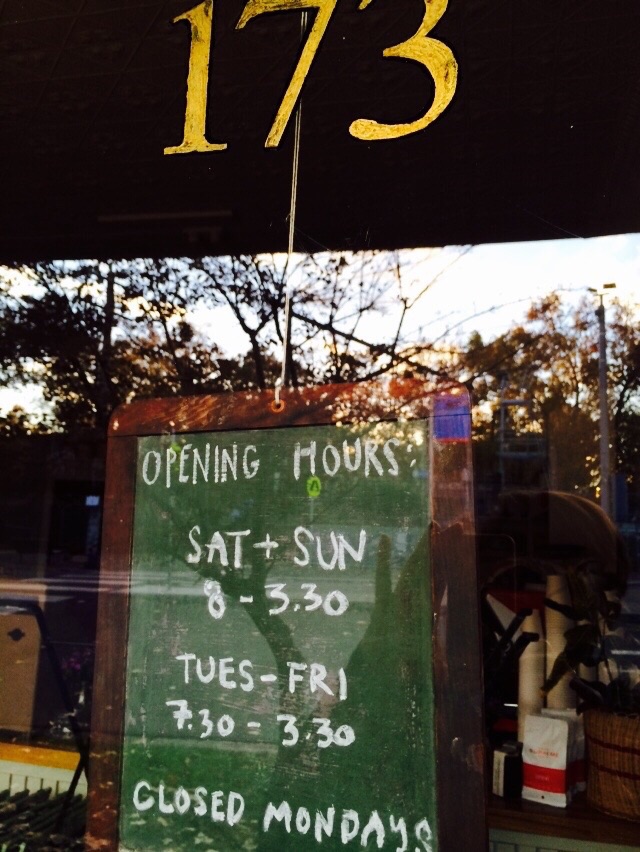 173
OPENING HOURS:
SAT + SUN
8 - 3.30
TUES - FRI
7.30 - 3.30
CLOSED MONDAYS